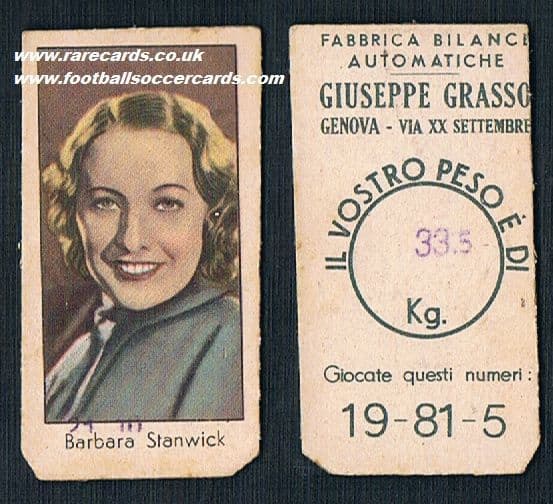 www.rarecards.co.uk
www.footballsoccercards.com
Barbara Stanwick
FABBRICA BILANCE
AUTOMATICHE
GIUSEPPE GRASSO
GENOVA - VIA XX SETTEMBRE
IL VOSTRO PESO È DI
33.5
Kg.
Giocate questi numeri:
19-81-5